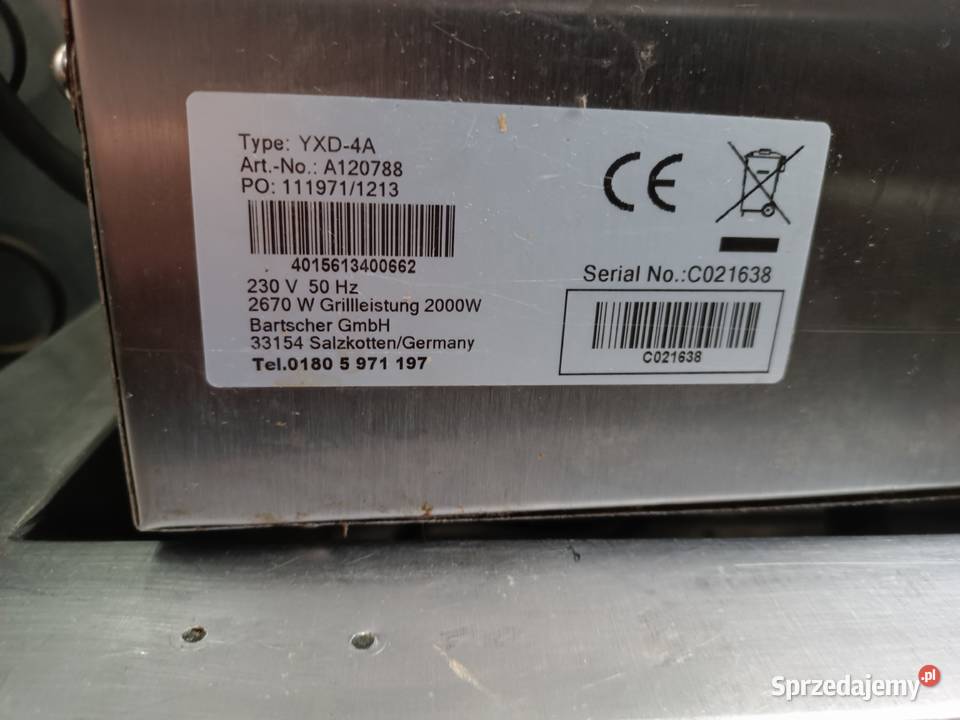 Type: YXD-4A
Art.-No.: A120788
PO: 111971/1213
4015613400662
230 V 50 Hz
2670 W Grillleistung 2000W
Bartscher GmbH
33154 Salzkotten/Germany
Tel.0180 5 971 197
CE
Serial No.:C021638
C021638
Sprzedajemy.pl